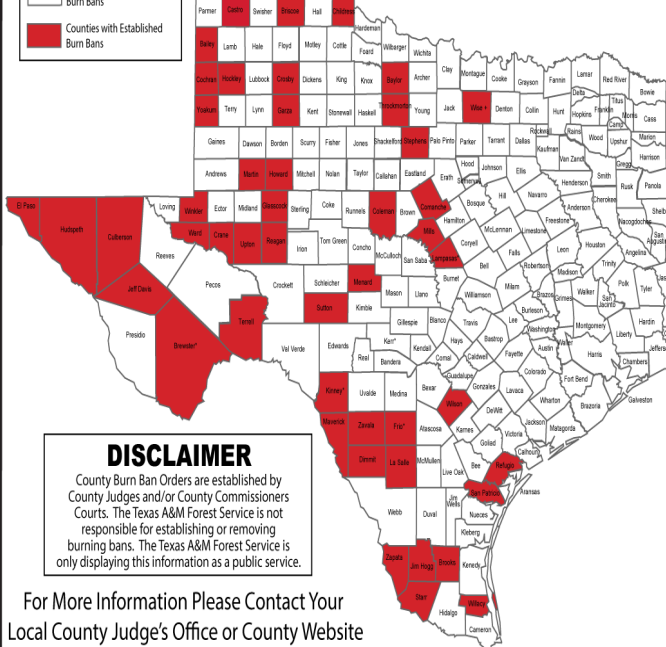 Burn Bans
Counties with Established
Burn Bans
Parmer Castro Swisher Briscoe Hall Childress
Hardeman
Bailey Lamb Hale Floyd Motley Cottle Foard Wilbarger Wichita
Clay Montague Cooke Grayson Fannin Lamar Red River Bowie
Cochran Hockley Lubbock Crosby Dickens King Knox Baylor Archer
Delta Titus Franklin Morris Cass
Yoakum Terry Lynn Garza Kent Stonewall Haskell Throckmorton Young Jack Wise + Denton Collin Hunt Hopkins Camp
Rockwall Rains Wood Upshur Marion
Gaines Dawson Borden Scurry Fisher Jones Shackelford Stephens Palo Pinto Parker Tarrant Dallas Kaufman Van Zandt Gregg Harrison
Andrews Martin Howard Mitchell Nolan Taylor Callahan Eastland Erath Hood Somervell Johnson Ellis Henderson Smith Rusk Panola
El Paso Hudspeth Culberson Loving Winkler Ector Midland Glasscock Sterling Coke Runnels Coleman Brown Comanche Hamilton Bosque Hill Navarro Freestone Anderson Cherokee Nacogdoches
Reeves Ward Crane Upton Reagan Irion Tom Green Concho McCulloch San Saba Mills Lampasas* Coryell McLennan Limestone Falls Leon Houston Angelina San
Jeff Davis Pecos Crockett Schleicher Menard Mason Llano Burnet Bell Milam Robertson Madison Trinity Polk Tyler
Presidio Brewster* Terrell Sutton Kimble Gillespie Blanco Travis Williamson Lee Burleson Brazos Grimes Walker San Jacinto
Val Verde Edwards Real Kerr* Bandera Kendall Comal Hays Caldwell Bastrop Fayette Washington Austin Waller Montgomery Liberty Hardin
Harris Chambers
Kinney* Uvalde Medina Bexar Guadalupe Gonzales Lavaca Colorado Fort Bend Galveston
Maverick Zavala Frio* Atascosa Wilson Karnes DeWitt Wharton Brazoria
Jackson Matagorda
Dimmit La Salle McMullen Live Oak Bee Goliad Victoria Calhoun
Refugio Aransas
San Patricio
Webb Duval Jim Wells Nueces
Kleberg
Zapata Jim Hogg Brooks Kenedy
Starr Hidalgo Willacy
Cameron
DISCLAIMER
County Burn Ban Orders are established by
County Judges and/or County Commissioners
Courts. The Texas A&M Forest Service is not
responsible for establishing or removing
burning bans. The Texas A&M Forest Service is
only displaying this information as a public service.
For More Information Please Contact Your
Local County Judge's Office or County Website